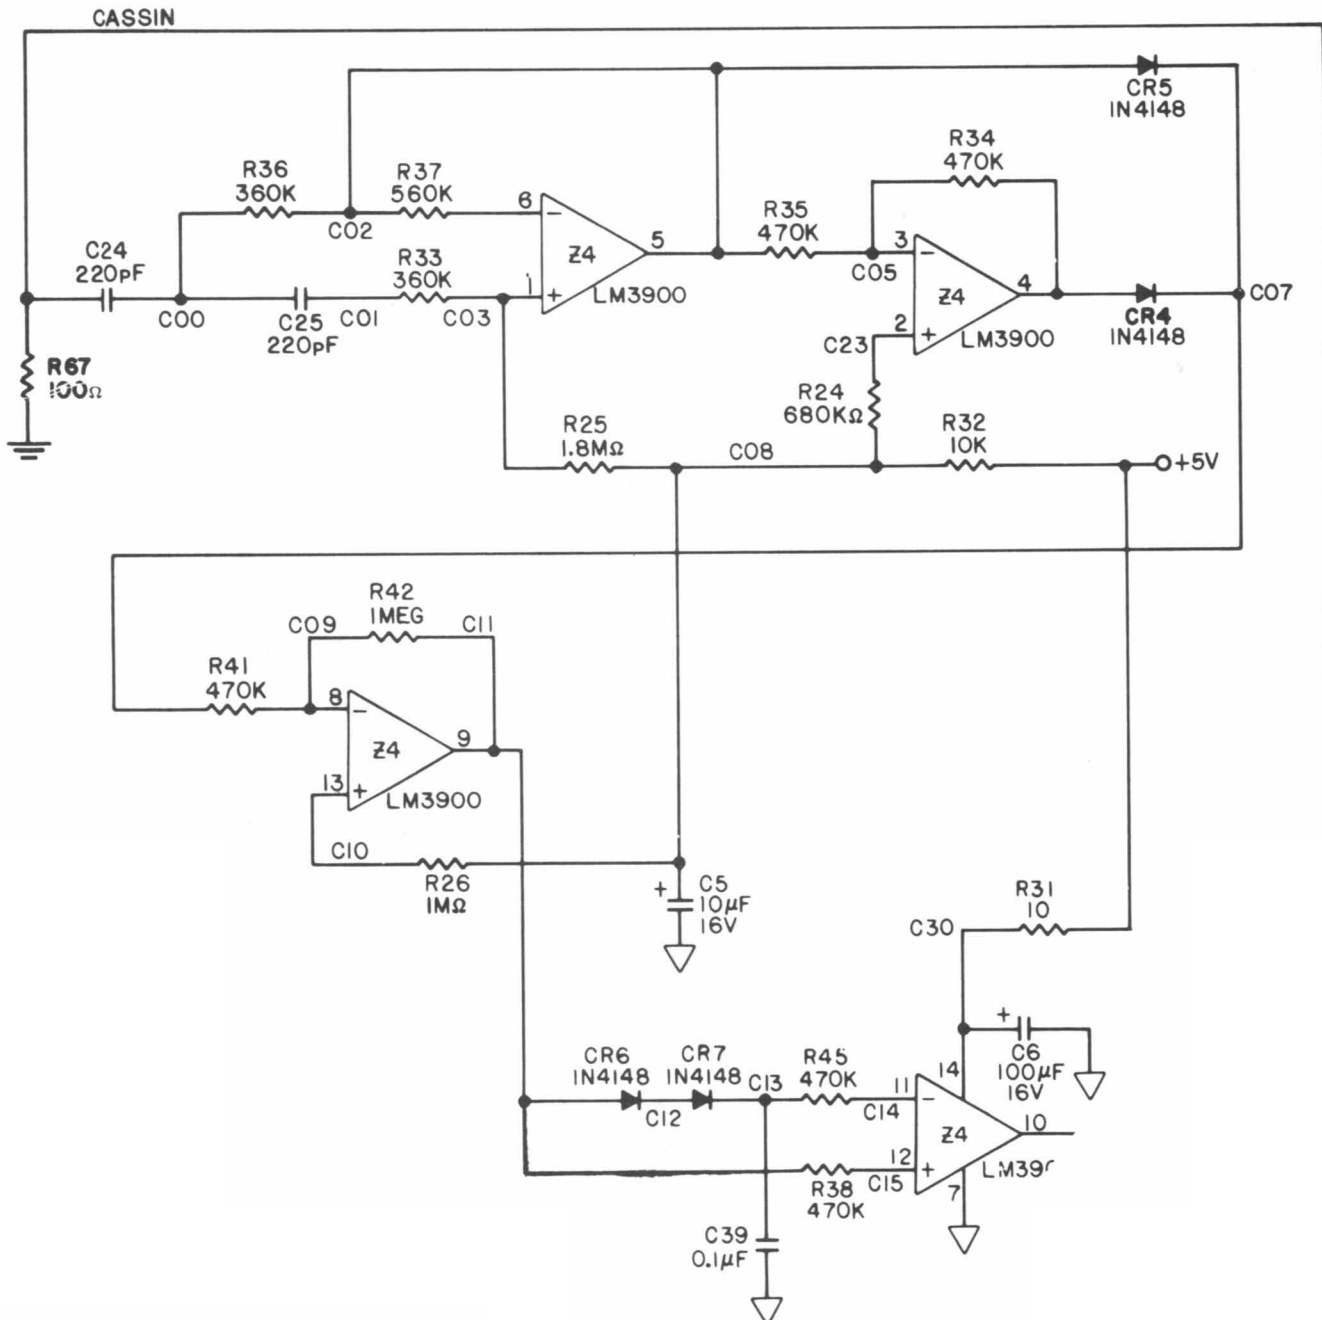 CASSIN
CR5
1N4148
R34
470K
R36
360K
R37
560K
R35
470K
C24
220pF
C02
6
−
Z4
5
LM3900
3
−
C05
Z4
4
LM3900
C07
R33
360K
1
+
C00
C25
220pF
C01
C03
CR4
1N4148
2
+
C23
R67
100Ω
R24
680KΩ
R25
1.8MΩ
C08
R32
10K
+5V
R42
1MEG
C09
C11
R41
470K
8
−
Z4
9
13
+
LM3900
C10
R26
1MΩ
+
C5
10µF
16V
R31
10
C30
+
C6
100µF
16V
14
CR6
1N4148
CR7
1N4148
C12
C13
R45
470K
C14
11
−
Z4
10
12
+
C15
7
R38
470K
C39
0.1µF